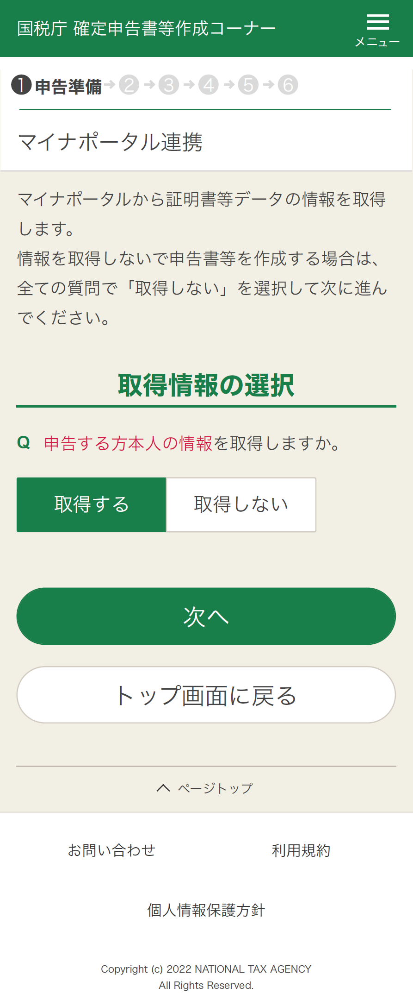 国税庁 確定申告書等作成コーナー
メニュー
1 申告準備 → 2 → 3 → 4 → 5 → 6
マイナポータル連携
マイナポータルから証明書等データの情報を取得
します。
情報を取得しないで申告書等を作成する場合は、
全ての質問で「取得しない」を選択して次に進ん
でください。
取得情報の選択
Q 申告する方本人の情報を取得しますか。
取得する 取得しない
次へ
トップ画面に戻る
ページトップ
お問い合わせ 利用規約
個人情報保護方針
Copyright (c) 2022 NATIONAL TAX AGENCY
All Rights Reserved.